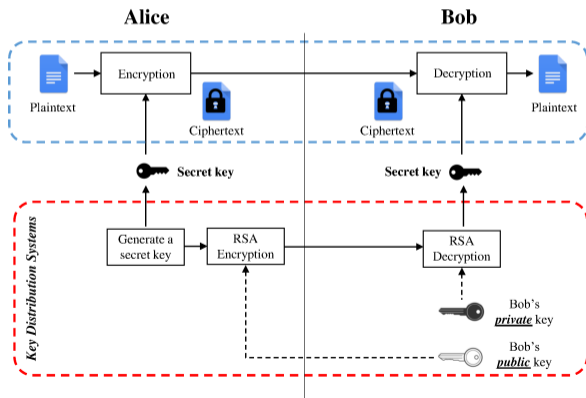 Alice
Bob
Encryption
Decryption
Plaintext
Plaintext
Ciphertext
Ciphertext
Secret key
Secret key
Key Distribution Systems
Generate a
secret key
RSA
Encryption
RSA
Decryption
Bob's
private key
Bob's
public key